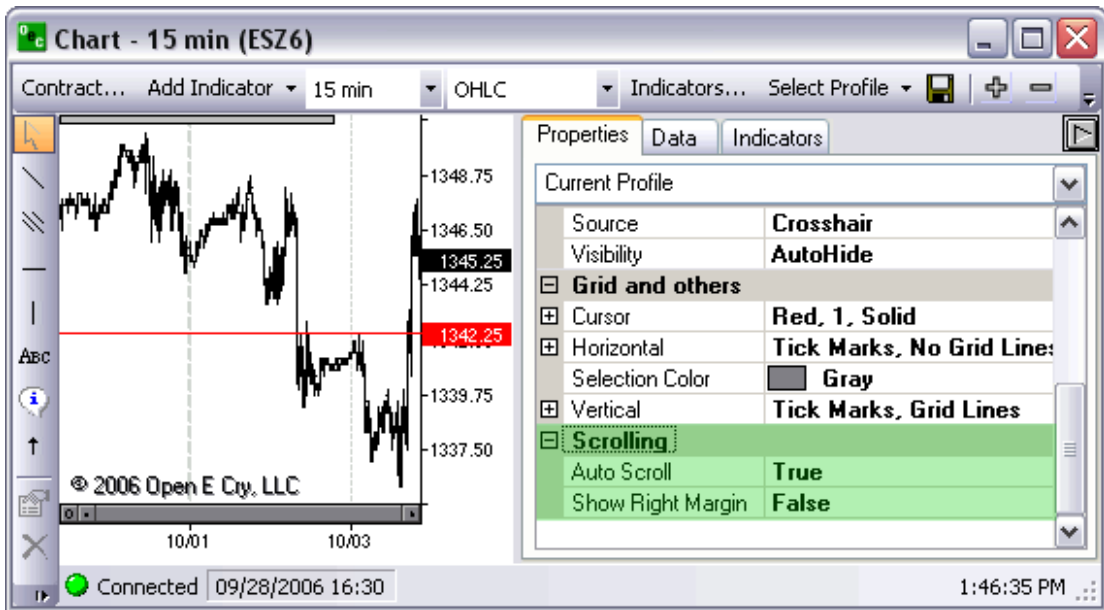 Oec Chart - 15 min (ESZ6)
Contract... Add Indicator 15 min OHLC Indicators... Select Profile
Properties Data Indicators
Current Profile
Source Crosshair
Visibility AutoHide
Grid and others
Cursor Red, 1, Solid
Horizontal Tick Marks, No Grid Lines
Selection Color Gray
Vertical Tick Marks, Grid Lines
Scrolling
Auto Scroll True
Show Right Margin False
ABC
1348.75
1346.50
1345.25
1344.25
1342.25
1339.75
1337.50
© 2006 Open E Cry, LLC
10/01 10/03
Connected 09/28/2006 16:30 1:46:35 PM